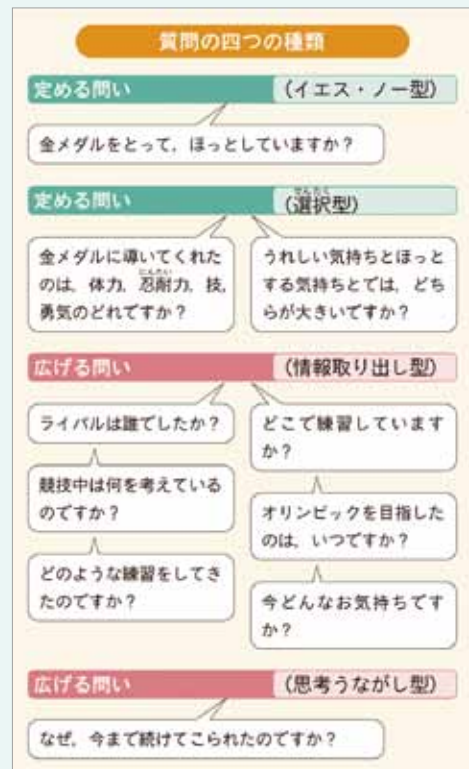 質問の四つの種類
定める問い （イエス・ノー型）
金メダルをとって，ほっとしていますか？
定める問い （選択型）
せんたく
金メダルに導いてくれた
のは，体力，忍耐力，技，
にんたい
勇気のどれですか？
うれしい気持ちとほっと
する気持ちとでは，どち
らが大きいですか？
広げる問い （情報取り出し型）
ライバルは誰でしたか？
競技中は何を考えている
のですか？
どのような練習をしてき
たのですか？
どこで練習しています
か？
オリンピックを目指した
のは，いつですか？
今どんなお気持ちです
か？
広げる問い （思考うながし型）
なぜ，今まで続けてこられたのですか？